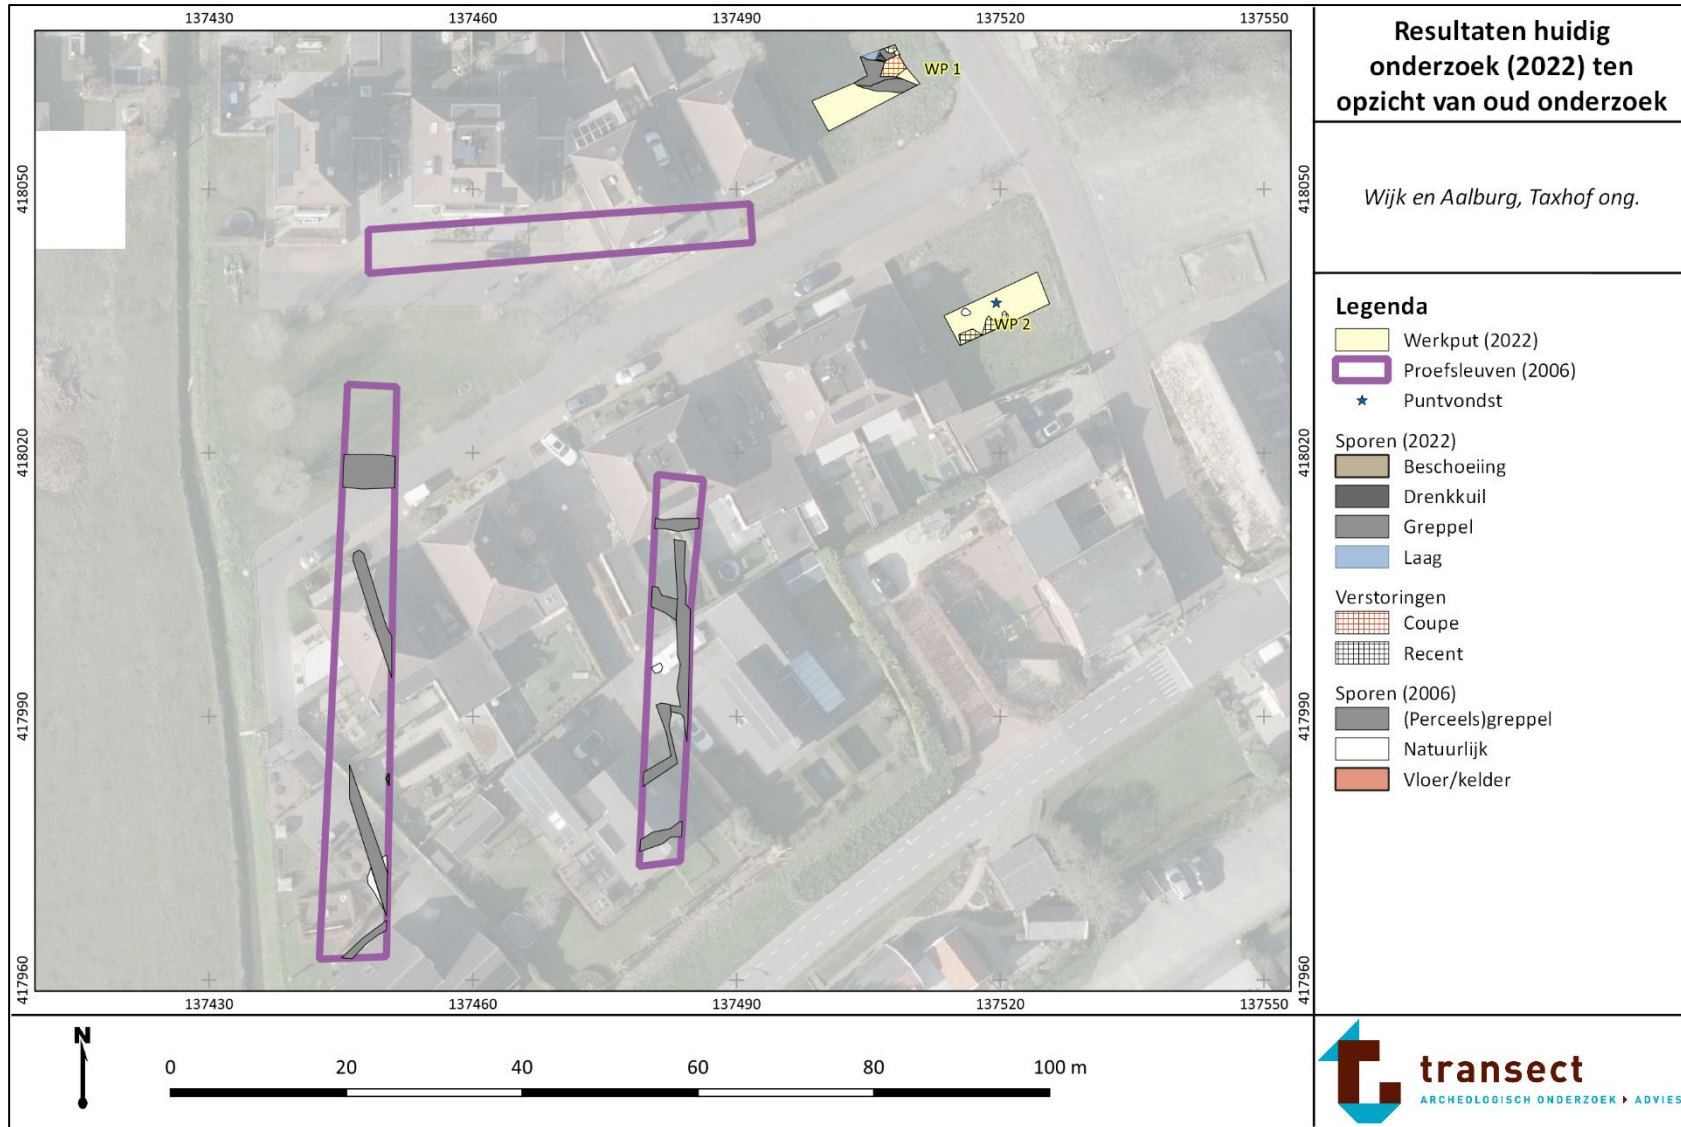 137430 137460 137490 137520 137550
418050
418020
417990
417960
418050
418020
417990
417960
WP 1
WP 2
137430 137460 137490 137520 137550
N
0 20 40 60 80 100 m
Resultaten huidig
onderzoek (2022) ten
opzicht van oud onderzoek
Wijk en Aalburg, Taxhof ong.
Legenda
Werkput (2022)
Proefsleuven (2006)
Puntvondst
Sporen (2022)
Beschoeiing
Drenkkuil
Greppel
Laag
Verstoringen
Coupe
Recent
Sporen (2006)
(Perceels)greppel
Natuurlijk
Vloer/kelder
transect
ARCHEOLOGISCH ONDERZOEK ▸ ADVIES